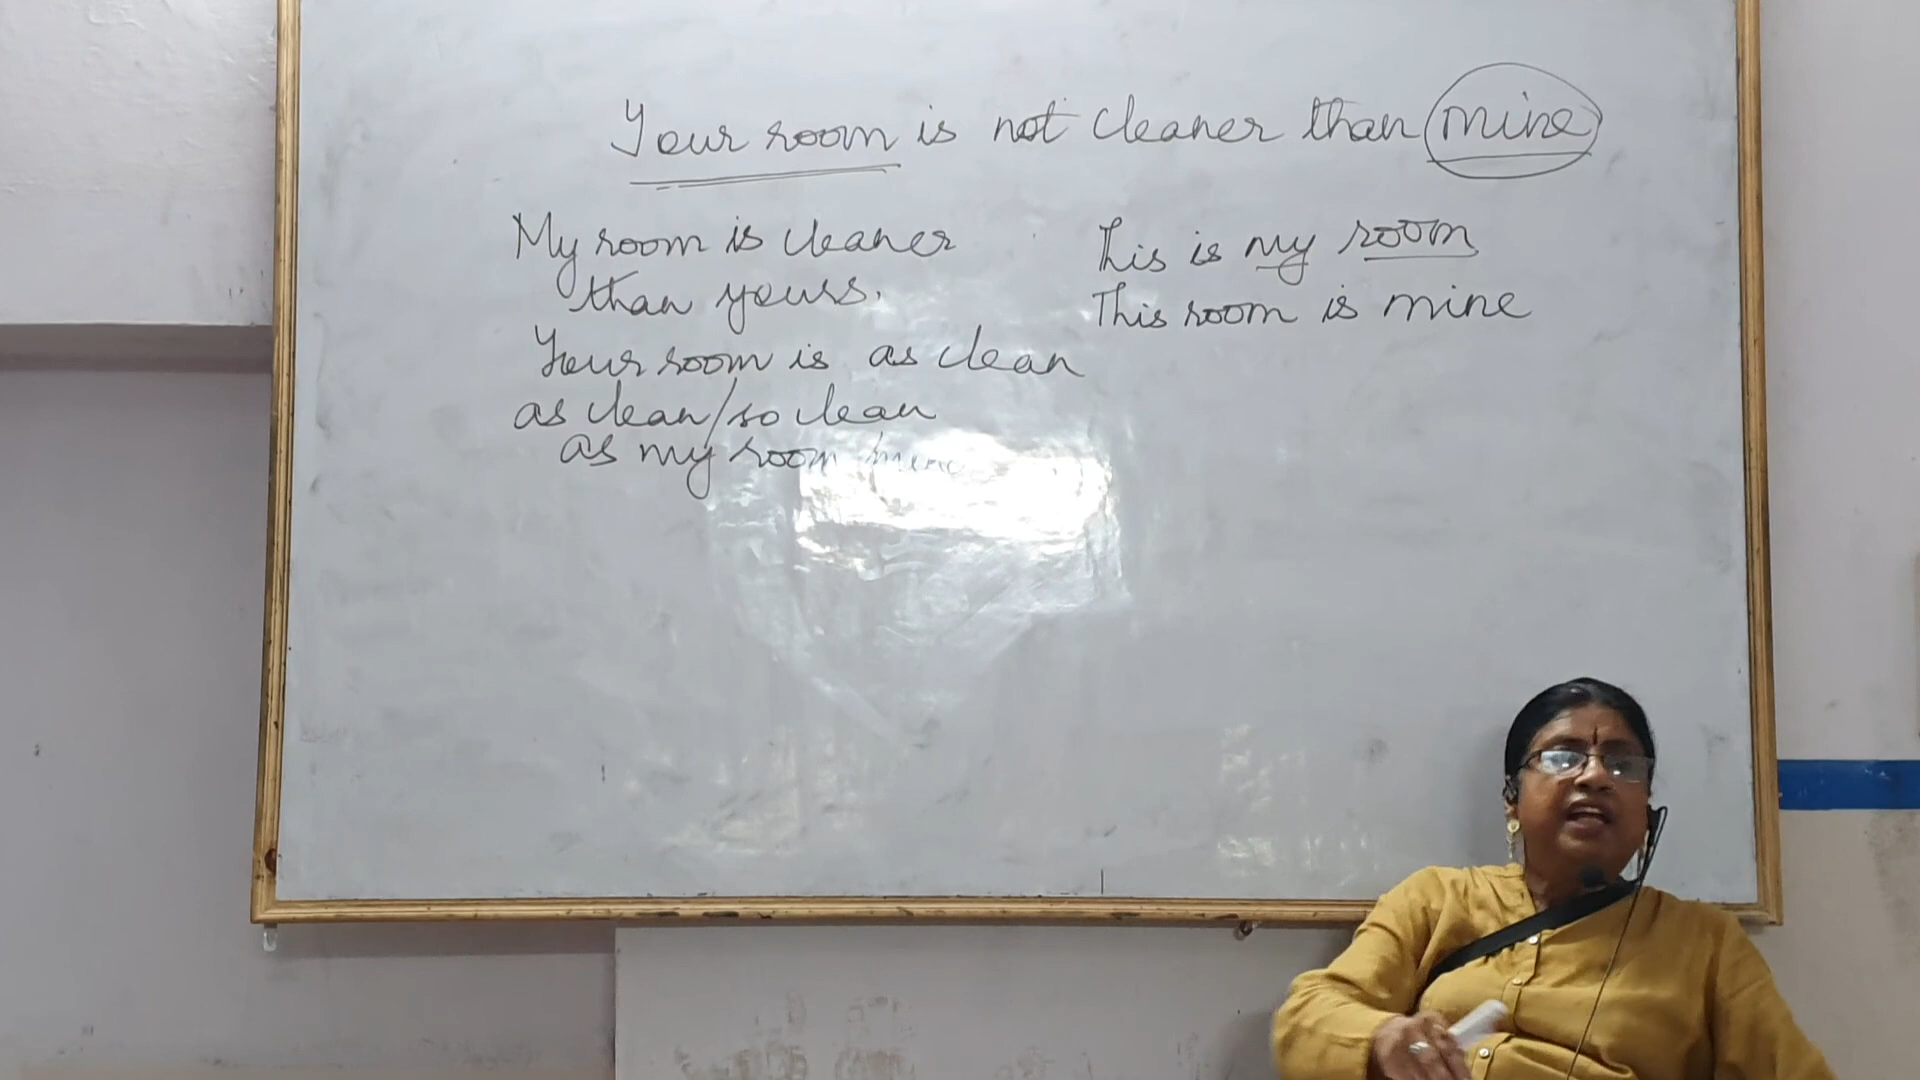 Your room is not cleaner than mine
My room is cleaner
than yours.
Your room is as clean
as clean/so clean
as my room mine
This is my room
This room is mine